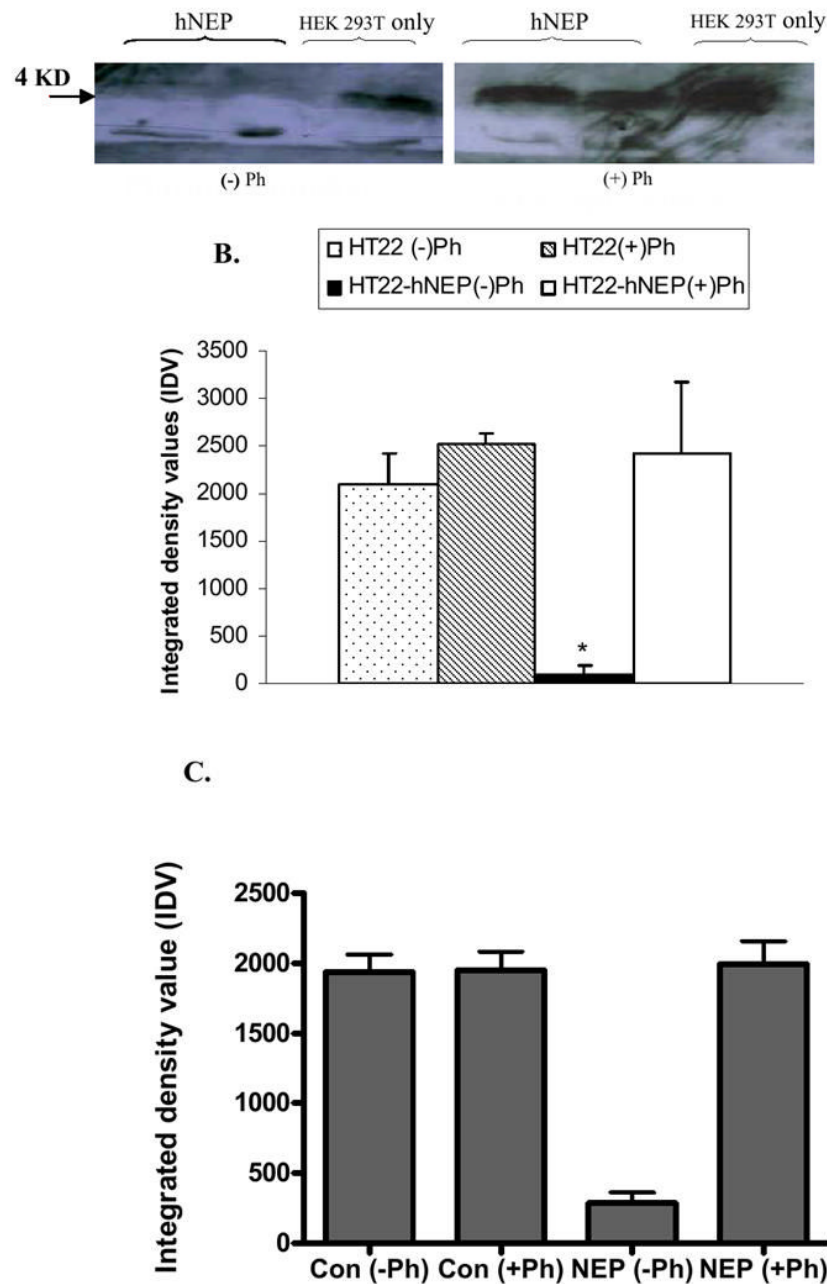 hNEP HEK 293T only hNEP HEK 293T only
4 KD
(-) Ph (+) Ph
B.
HT22 (-)Ph HT22(+)Ph
HT22-hNEP(-)Ph HT22-hNEP(+)Ph
Integrated density values (IDV)
3500
3000
2500
2000
1500
1000
500
0
*
C.
Integrated density value (IDV)
2500
2000
1500
1000
500
0
Con (-Ph) Con (+Ph) NEP (-Ph) NEP (+Ph)